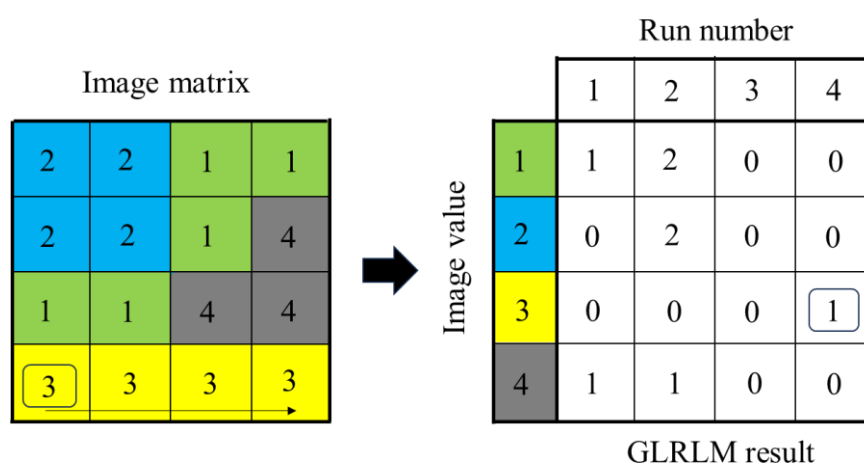 Run number
Image matrix
1 2 3 4
2 2 1 1
1 1 2 0 0
2 2 1 4
2 0 2 0 0
Image value
1 1 4 4
3 0 0 0 1
3 3 3 3
4 1 1 0 0
GLRLM result